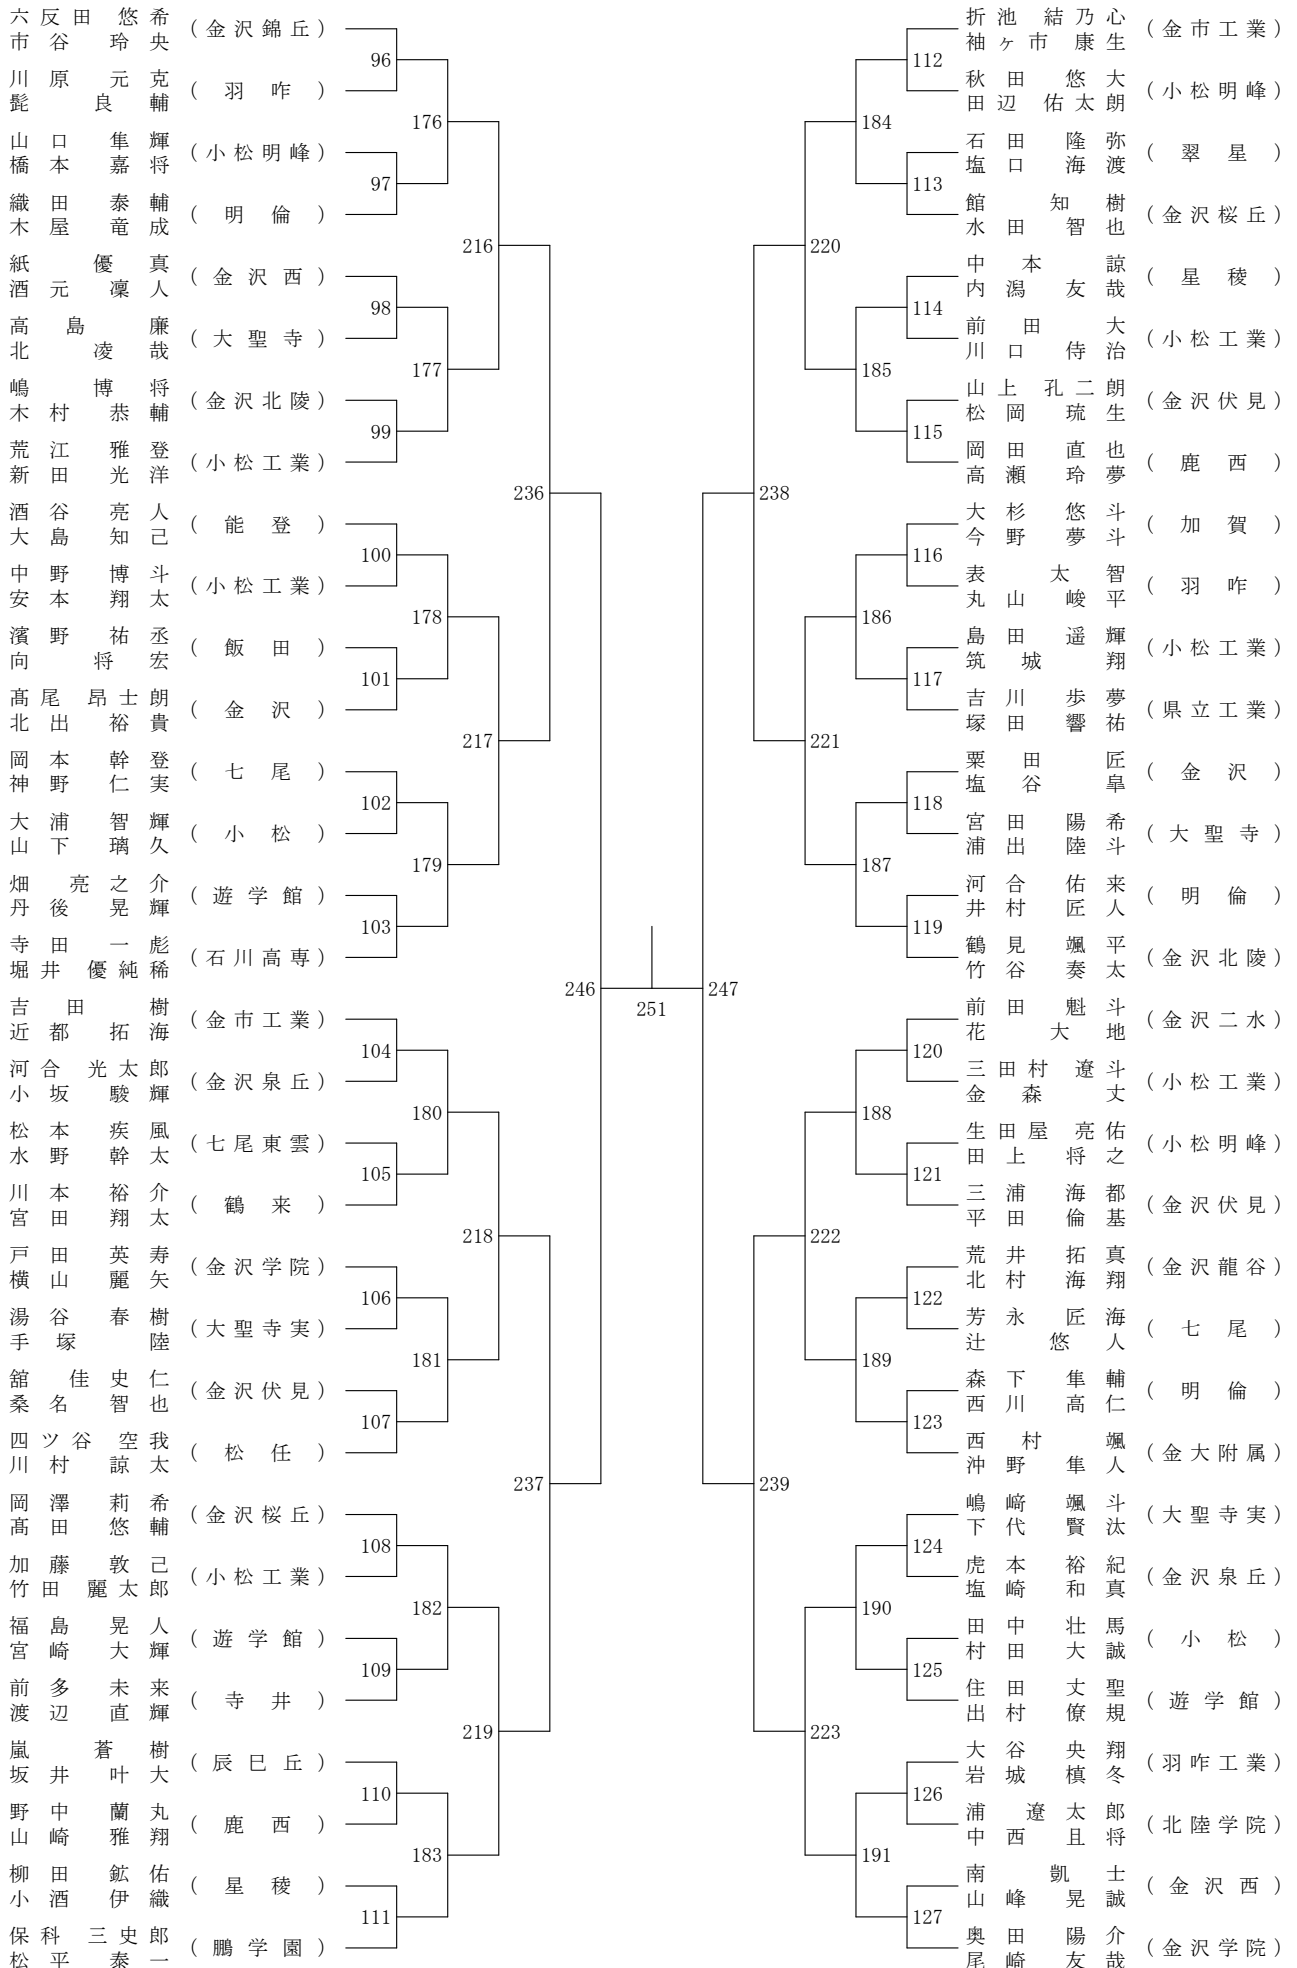 六反田 悠希
市谷 玲央
(金沢錦丘)
96
川原 元克
髭 良輔
(羽咋)
176
山口 隼輝
橋本 嘉将
(小松明峰)
97
織田 泰輔
木屋 竜成
(明倫)
216
紙 優真
酒元 凜人
(金沢西)
98
高島 廉
北 凌哉
(大聖寺)
177
嶋 博将
木村 恭輔
(金沢北陵)
99
荒江 雅登
新田 光洋
(小松工業)
236
酒谷 亮人
大島 知己
(能登)
100
中野 博斗
安本 翔太
(小松工業)
178
濱野 祐丞
向 将宏
(飯田)
101
髙尾 昂士朗
北出 裕貴
(金沢)
217
岡本 幹登
神野 仁実
(七尾)
102
大浦 智輝
山下 璃久
(小松)
179
畑 亮之介
丹後 晃輝
(遊学館)
103
寺田 一彪
堀井 優純稀
(石川高専)
246
吉田 樹
近都 拓海
(金市工業)
104
河合 光太郎
小坂 駿輝
(金沢泉丘)
180
松本 疾風
水野 幹太
(七尾東雲)
105
川本 裕介
宮田 翔太
(鶴来)
218
戸田 英寿
横山 麗矢
(金沢学院)
106
湯谷 春樹
手塚 陸
(大聖寺実)
181
舘 佳史仁
桑名 智也
(金沢伏見)
107
四ツ谷 空我
川村 諒太
(松任)
237
岡澤 莉希
髙田 悠輔
(金沢桜丘)
108
加藤 敦己
竹田 麗太郎
(小松工業)
182
福島 晃人
宮崎 大輝
(遊学館)
109
前多 未来
渡辺 直輝
(寺井)
219
嵐 蒼樹
坂井 叶大
(辰巳丘)
110
野中 蘭丸
山崎 雅翔
(鹿西)
183
柳田 鉱佑
小酒 伊織
(星稜)
111
保科 三史郎
松平 泰一
(鵬学園)
251
折池 結乃心
袖ヶ市 康生
(金市工業)
112
秋田 悠大
田辺 佑太朗
(小松明峰)
184
石田 隆弥
塩口 海渡
(翠星)
113
館 知樹
水田 智也
(金沢桜丘)
220
中本 諒
内潟 友哉
(星稜)
114
前田 大
川口 侍治
(小松工業)
185
山上 孔二朗
松岡 琉生
(金沢伏見)
115
岡田 直也
高瀬 玲夢
(鹿西)
238
大杉 悠斗
今野 夢斗
(加賀)
116
表 太智
丸山 峻平
(羽咋)
186
島田 遥輝
筑城 翔
(小松工業)
117
吉川 歩夢
塚田 響祐
(県立工業)
221
粟田 匠
塩谷 皐
(金沢)
118
宮田 陽希
浦出 陸斗
(大聖寺)
187
河合 佑来
井村 匠人
(明倫)
119
鶴見 颯平
竹谷 奏太
(金沢北陵)
247
前田 魁斗
花 大地
(金沢二水)
120
三田村 遼斗
金森 丈
(小松工業)
188
生田屋 亮佑
田上 将之
(小松明峰)
121
三浦 海都
平田 倫基
(金沢伏見)
222
荒井 拓真
北村 海翔
(金沢龍谷)
122
芳永 匠海
辻 悠人
(七尾)
189
森下 隼輔
西川 高仁
(明倫)
123
西村 颯
沖野 隼人
(金大附属)
239
嶋﨑 颯斗
下代 賢汰
(大聖寺実)
124
虎本 裕紀
塩崎 和真
(金沢泉丘)
190
田中 壮馬
村田 大誠
(小松)
125
住田 丈聖
出村 僚規
(遊学館)
223
大谷 央翔
岩城 槙冬
(羽咋工業)
126
浦 遼太郎
中西 且将
(北陸学院)
191
南 凱士
山峰 晃誠
(金沢西)
127
奥田 陽介
尾崎 友哉
(金沢学院)